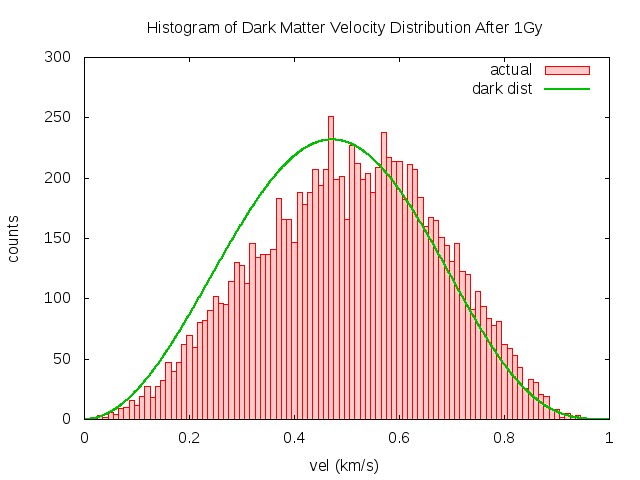 Histogram of Dark Matter Velocity Distribution After 1Gy
300
250
200
150
100
50
0
counts
actual
dark dist
0 0.2 0.4 0.6 0.8 1
vel (km/s)